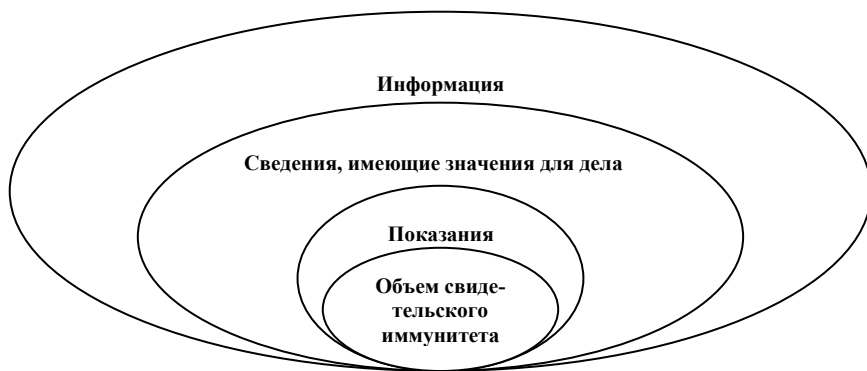 Информация
Сведения, имеющие значения для дела
Показания
Объем свиде-
тельского
иммунитета